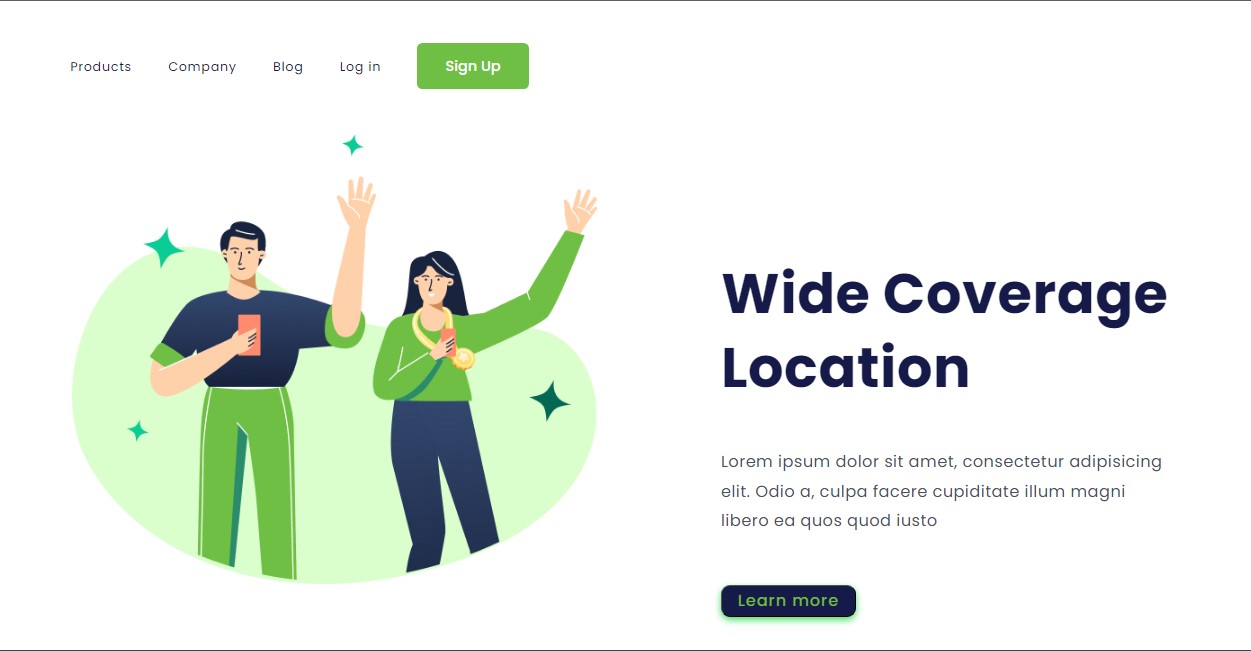 Products Company Blog Log in Sign Up
Wide Coverage
Location
Lorem ipsum dolor sit amet, consectetur adipisicing
elit. Odio a, culpa facere cupiditate illum magni
libero ea quos quod iusto
Learn more